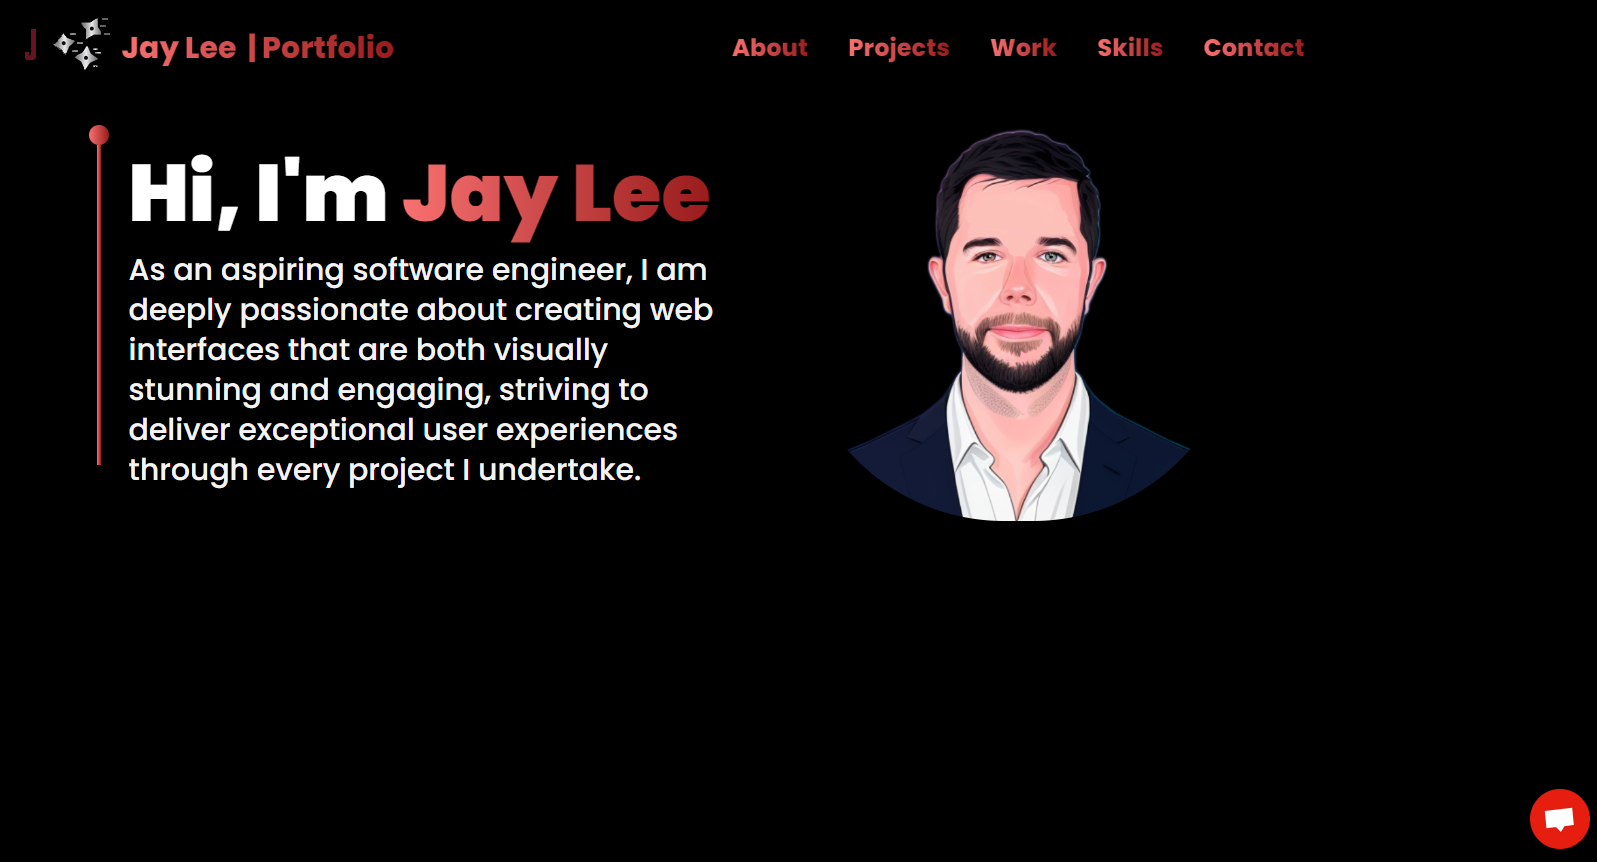 J
Jay Lee | Portfolio
About Projects Work Skills Contact
Hi, I'm Jay Lee
As an aspiring software engineer, I am
deeply passionate about creating web
interfaces that are both visually
stunning and engaging, striving to
deliver exceptional user experiences
through every project I undertake.